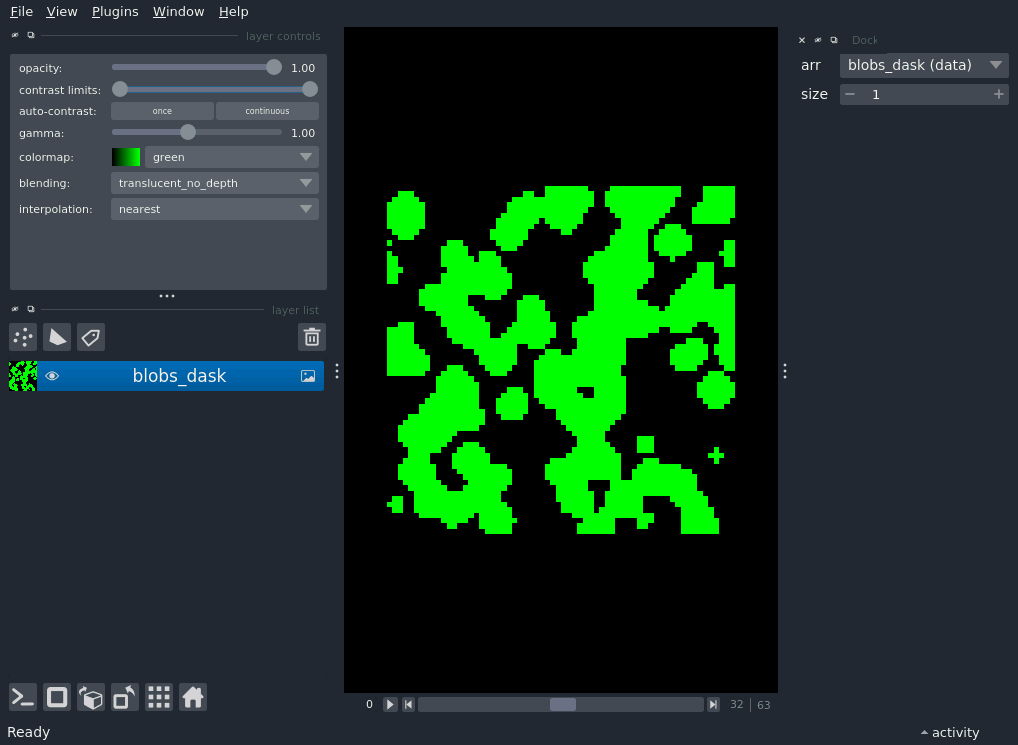 File View Plugins Window Help
layer controls
opacity: 1.00
contrast limits:
auto-contrast: once continuous
gamma: 1.00
colormap: green
blending: translucent_no_depth
interpolation: nearest
layer list
blobs_dask
Dock
arr blobs_dask (data)
size 1
0 32 63
Ready activity